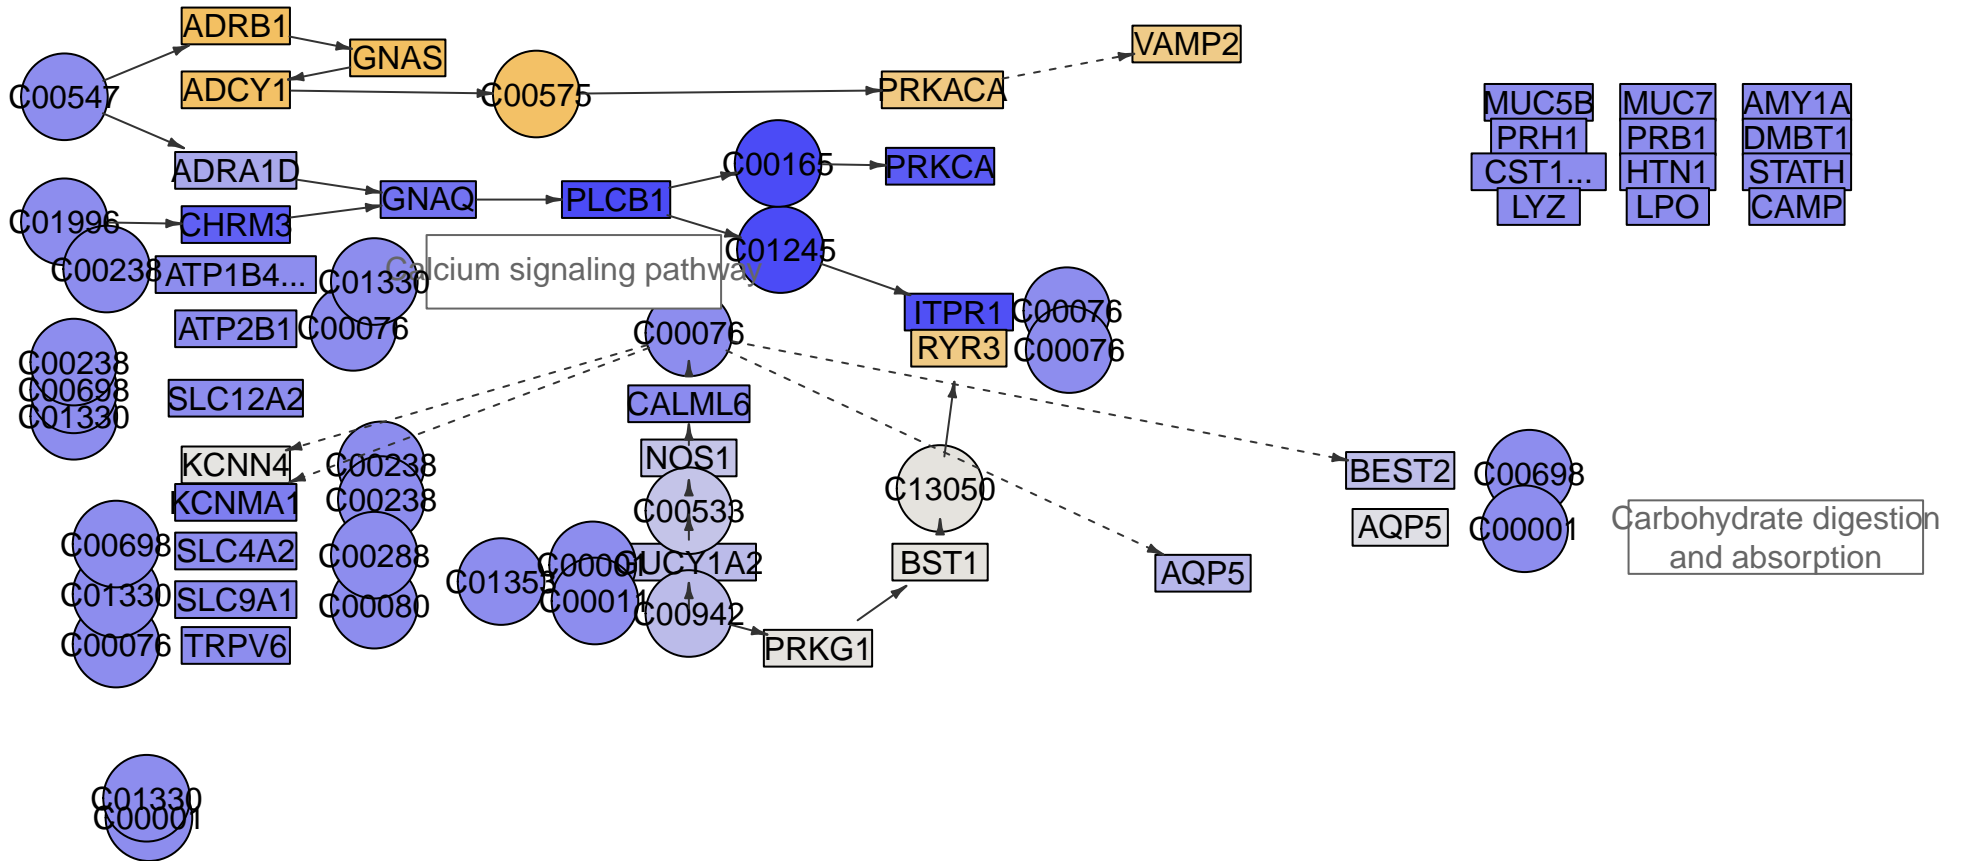 ADRB1
GNAS
VAMP2
C00547
ADCY1
C00575
PRKACA
MUC5B
MUC7
AMY1A
PRH1
PRB1
DMBT1
CST1...
HTN1
STATH
LYZ
LPO
CAMP
ADRA1D
C00165
PRKCA
GNAQ
PLCB1
C01996
CHRM3
C01245
C00238
ATP1B4...
C01330
Calcium signaling pathway
ATP2B1
C00076
C00076
ITPR1
C00076
RYR3
C00076
C00238
C00698
C01330
SLC12A2
CALML6
KCNN4
C00238
NOS1
C13050
BEST2
C00698
KCNMA1
C00238
C00533
AQP5
C00001
Carbohydrate digestion
and absorption
C00698
SLC4A2
C00288
C01353
C00001
GUCY1A2
BST1
AQP5
C01330
SLC9A1
C00080
C00011
C00942
C00076
TRPV6
PRKG1
C01330
C00001